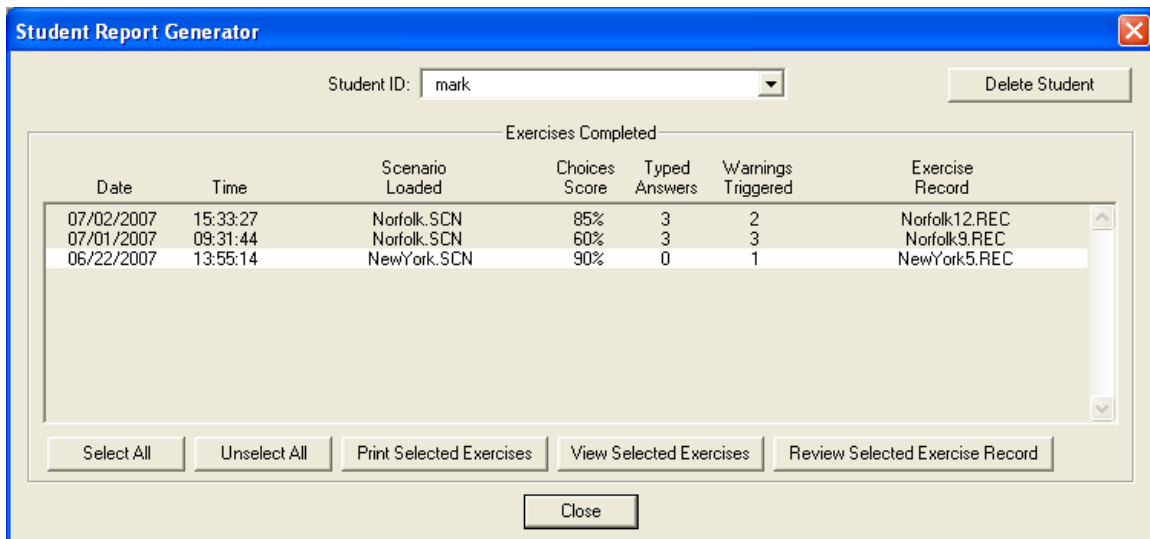 Student Report Generator
Student ID: mark Delete Student
Exercises Completed
Date Time Scenario Loaded Choices Score Typed Answers Warnings Triggered Exercise Record
07/02/2007 15:33:27 Norfolk.SCN 85% 3 2 Norfolk12.REC
07/01/2007 09:31:44 Norfolk.SCN 60% 3 3 Norfolk9.REC
06/22/2007 13:55:14 NewYork.SCN 90% 0 1 NewYork5.REC
Select All Unselect All Print Selected Exercises View Selected Exercises Review Selected Exercise Record
Close